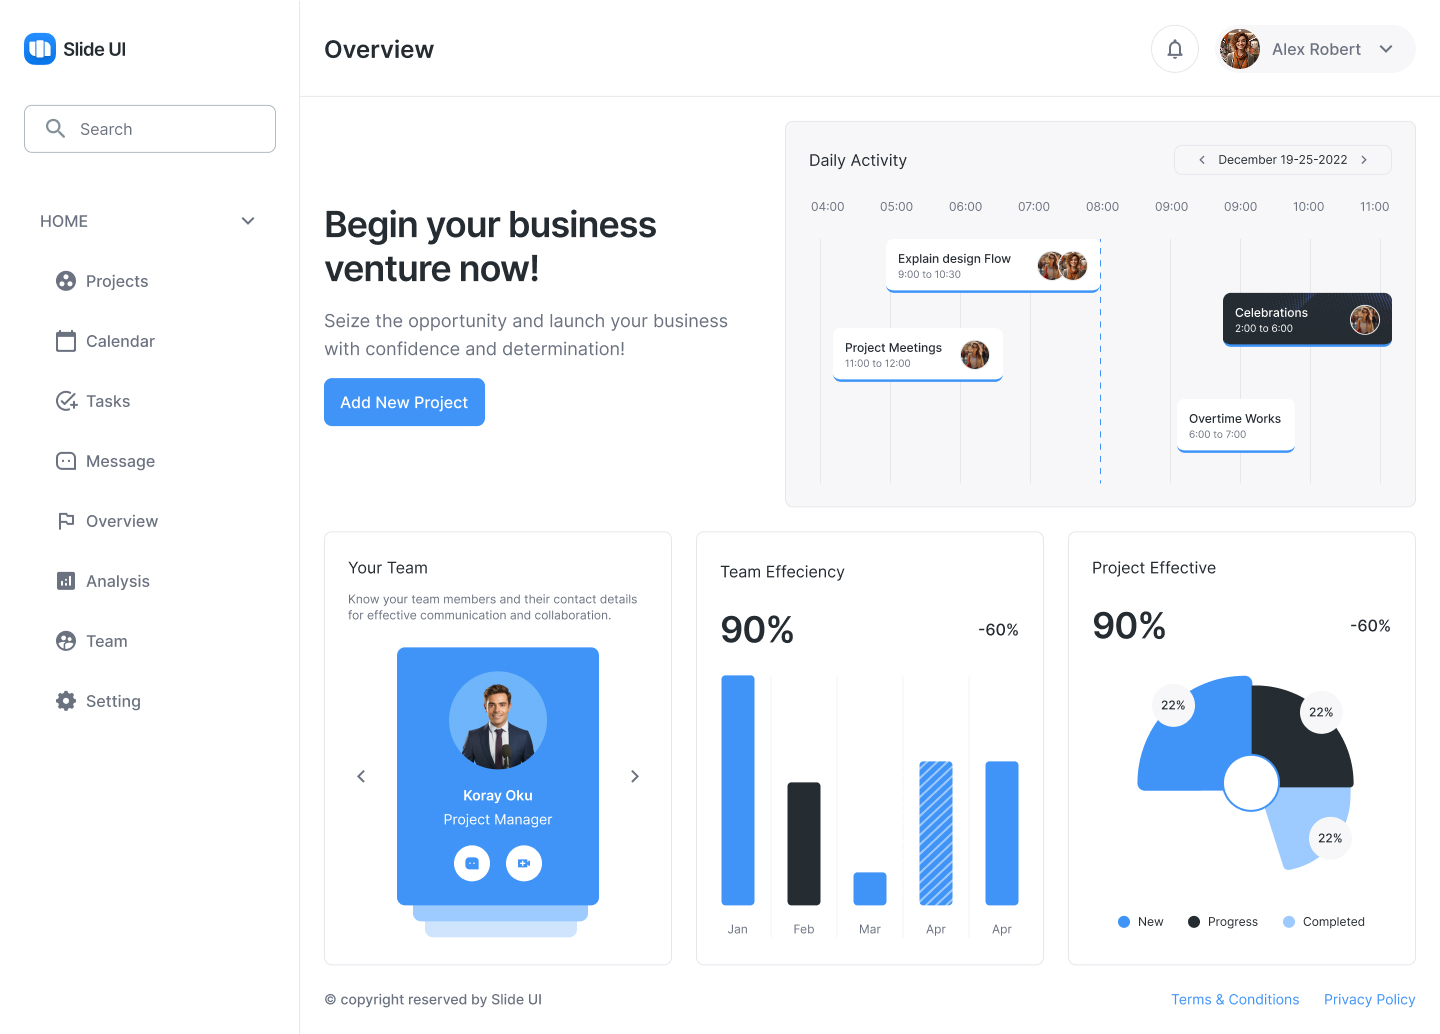 Slide UI
Search
HOME
Projects
Calendar
Tasks
Message
Overview
Analysis
Team
Setting
Overview
Alex Robert
Begin your business
venture now!
Seize the opportunity and launch your business
with confidence and determination!
Add New Project
Daily Activity
December 19-25-2022
04:00 05:00 06:00 07:00 08:00 09:00 09:00 10:00 11:00
Explain design Flow
9:00 to 10:30
Celebrations
2:00 to 6:00
Project Meetings
11:00 to 12:00
Overtime Works
6:00 to 7:00
Your Team
Know your team members and their contact details
for effective communication and collaboration.
Koray Oku
Project Manager
Team Effeciency
90% -60%
Jan Feb Mar Apr Apr
Project Effective
90% -60%
22%
22%
22%
New Progress Completed
© copyright reserved by Slide UI
Terms & Conditions Privacy Policy